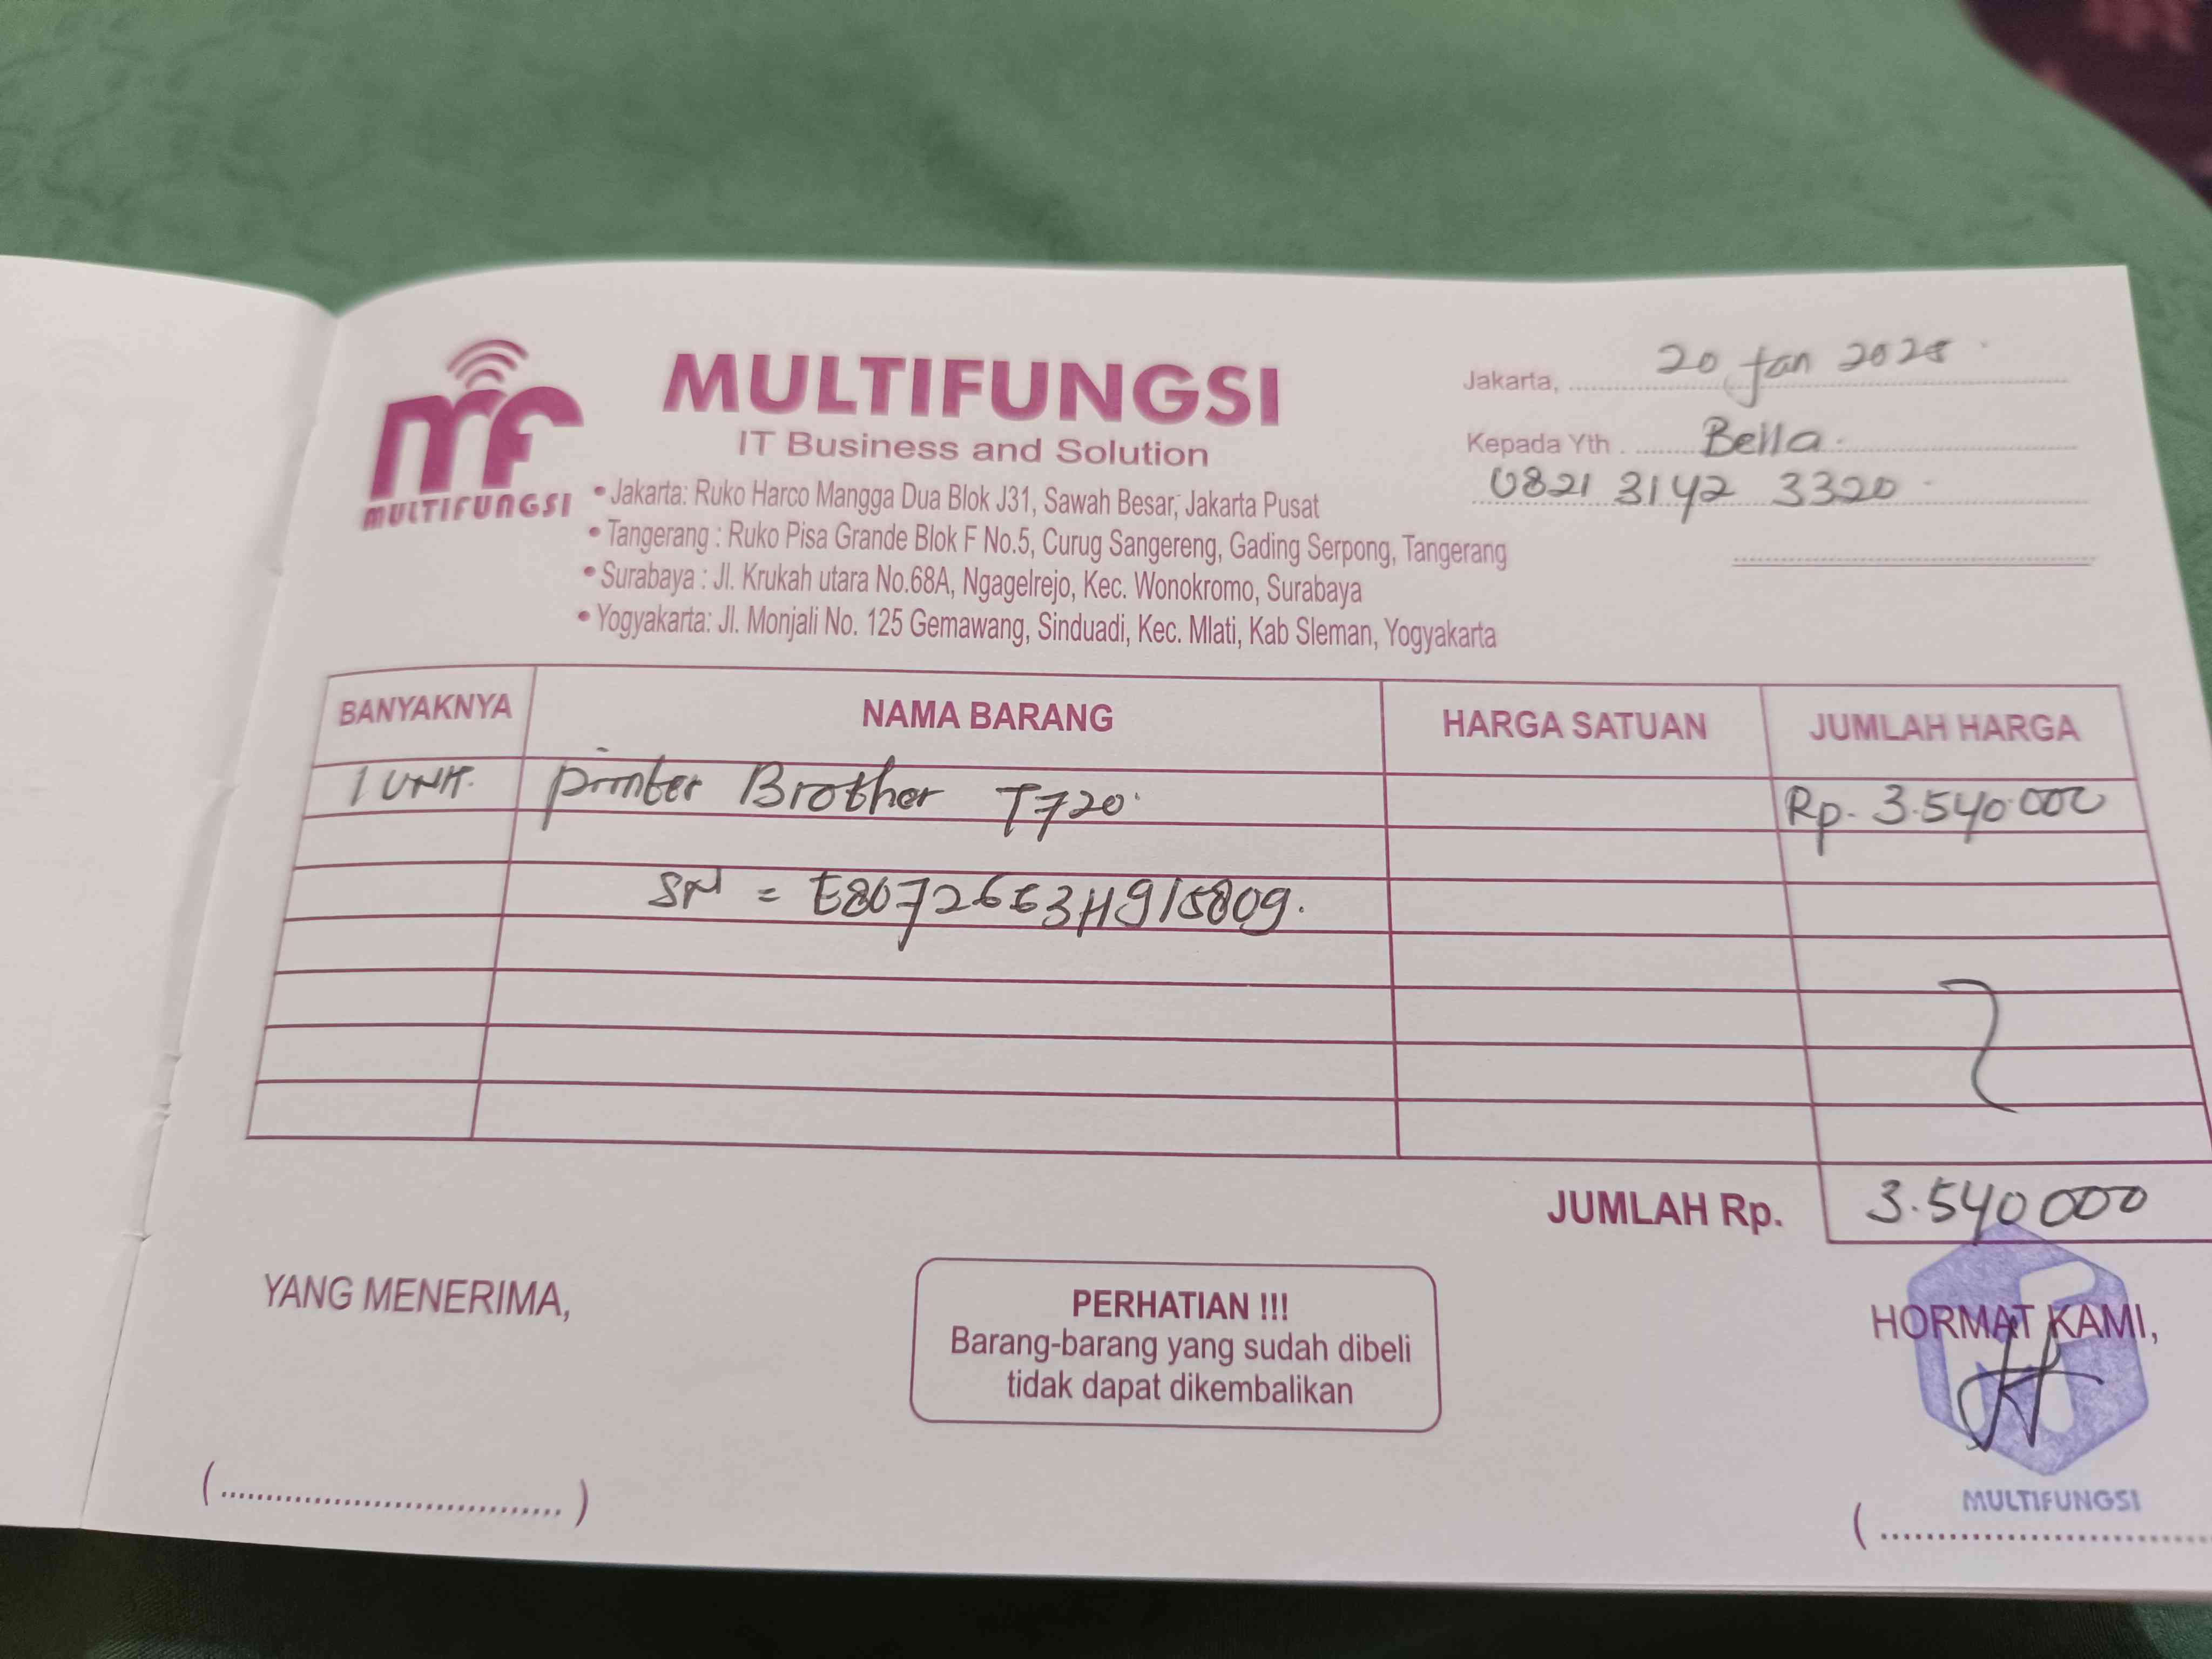 MULTIFUNGSI
MULTIFUNGSI
IT Business and Solution
• Jakarta: Ruko Harco Mangga Dua Blok J31, Sawah Besar, Jakarta Pusat
• Tangerang : Ruko Pisa Grande Blok F No.5, Curug Sangereng, Gading Serpong, Tangerang
• Surabaya : Jl. Krukah utara No.68A, Ngagelrejo, Kec. Wonokromo, Surabaya
• Yogyakarta: Jl. Monjali No. 125 Gemawang, Sinduadi, Kec. Mlati, Kab Sleman, Yogyakarta
Jakarta, 20 Jan 2025
Kepada Yth. Bella
0821 3142 3320
BANYAKNYA NAMA BARANG HARGA SATUAN JUMLAH HARGA
1 Unit. Printer Brother T720 Rp. 3.540.000
SN = E80726634915809.
JUMLAH Rp. 3.540 000
YANG MENERIMA,
PERHATIAN !!!
Barang-barang yang sudah dibeli
tidak dapat dikembalikan
HORMAT KAMI,
MULTIFUNGSI